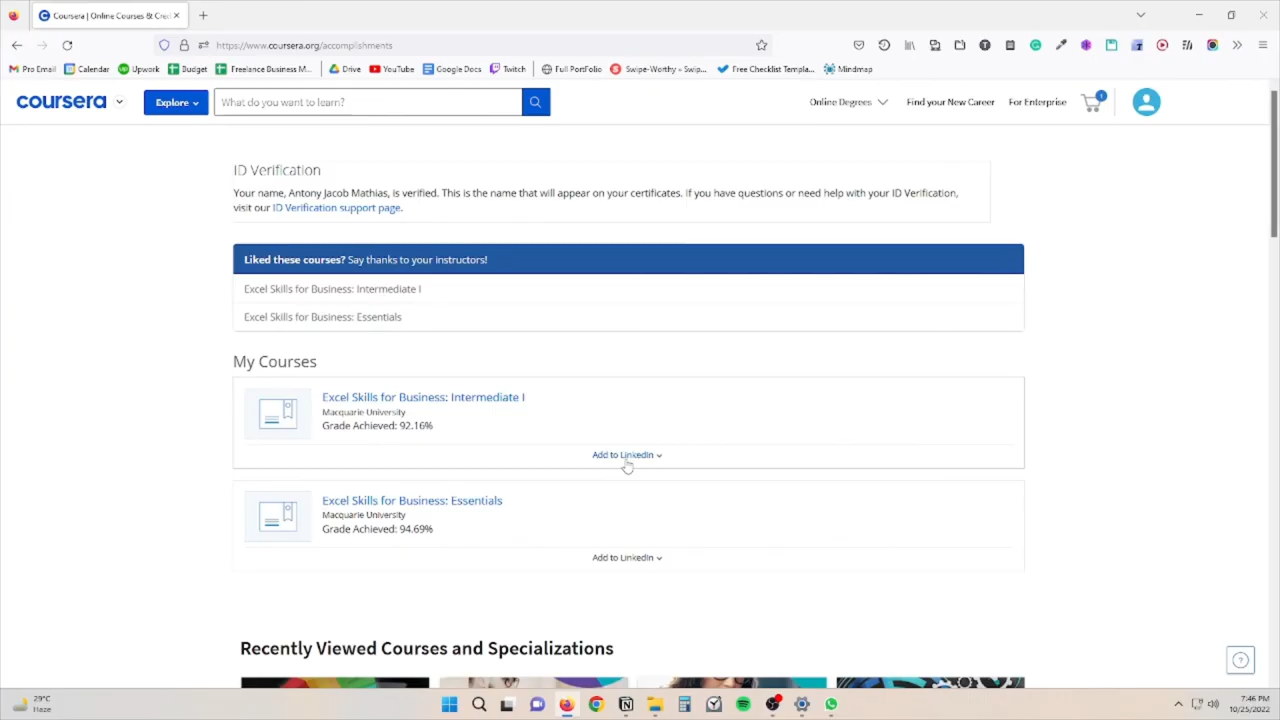 Coursera | Online Courses & Cred
https://www.coursera.org/accomplishments
Pro Email Calendar Upwork Budget Freelance Business M... Drive YouTube Google Docs Twitch Full Portfolio Swipe-Worthy » Swip... Free Checklist Templa... Mindmap
coursera Explore What do you want to learn? Online Degrees Find your New Career For Enterprise 1
ID Verification
Your name, Antony Jacob Mathias, is verified. This is the name that will appear on your certificates. If you have questions or need help with your ID Verification,
visit our ID Verification support page.
Liked these courses? Say thanks to your instructors!
Excel Skills for Business: Intermediate I
Excel Skills for Business: Essentials
My Courses
Excel Skills for Business: Intermediate I
Macquarie University
Grade Achieved: 92.16%
Add to LinkedIn
Excel Skills for Business: Essentials
Macquarie University
Grade Achieved: 94.69%
Add to LinkedIn
Recently Viewed Courses and Specializations
29°C
Haze
7:46 PM
10/25/2022